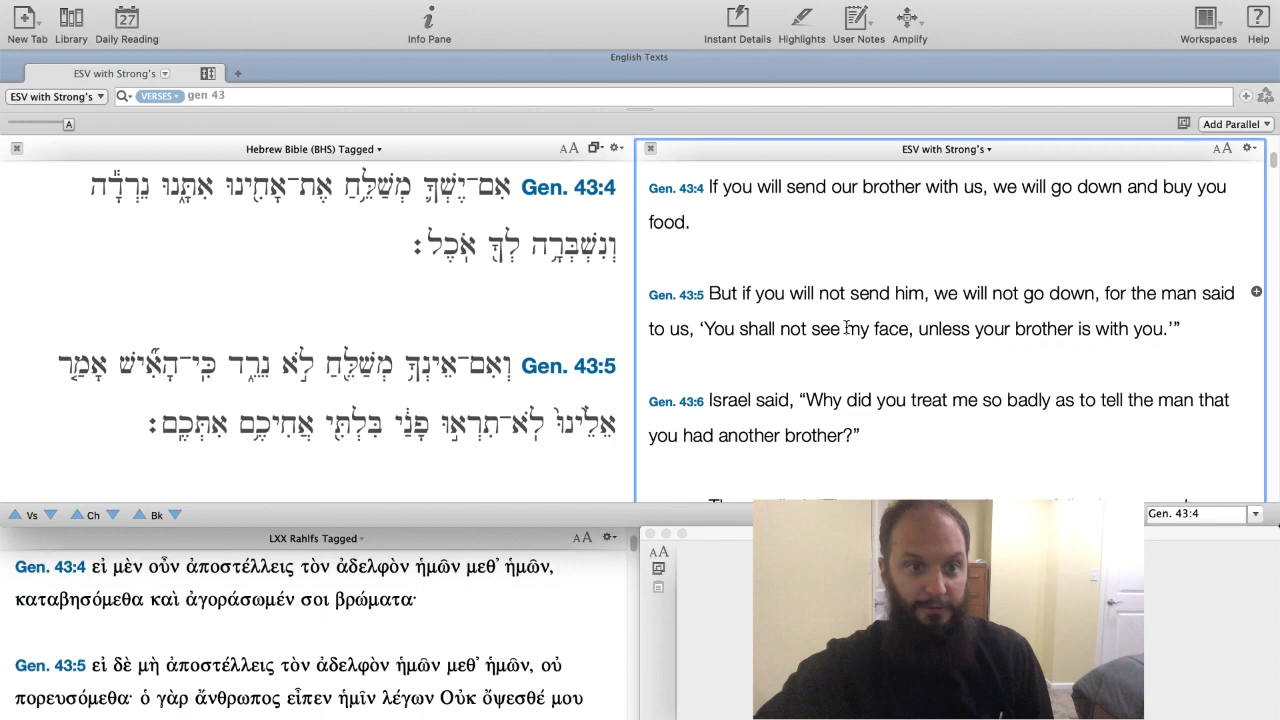 New Tab Library Daily Reading Info Pane Instant Details Highlights User Notes Amplify Workspaces Help
27
English Texts
ESV with Strong's
ESV with Strong's VERSES gen 43
A Add Parallel
Hebrew Bible (BHS) Tagged AA
Gen. 43:4 אִם־יֶשְׁךָ֛ מְשַׁלֵּ֥חַ אֶת־אָחִ֖ינוּ אִתָּ֑נוּ נֵרְדָ֕ה
וְנִשְׁבְּרָ֥ה לְךָ֖ אֹֽכֶל׃
Gen. 43:5 וְאִם־אֵינְךָ֥ מְשַׁלֵּ֖חַ לֹ֣א נֵרֵ֑ד כִּֽי־הָאִ֞ישׁ אָמַ֤ר
אֵלֵ֙ינוּ֙ לֹֽא־תִרְא֣וּ פָנַ֔י בִּלְתִּ֖י אֲחִיכֶ֥ם אִתְּכֶֽם׃
ESV with Strong's AA
Gen. 43:4 If you will send our brother with us, we will go down and buy you
food.
Gen. 43:5 But if you will not send him, we will not go down, for the man said
to us, ‘You shall not see my face, unless your brother is with you.’”
Gen. 43:6 Israel said, “Why did you treat me so badly as to tell the man that
you had another brother?”
Vs Ch Bk
Gen. 43:4
LXX Rahlfs Tagged AA
Gen. 43:4 εἰ μὲν οὖν ἀποστέλλεις τὸν ἀδελφὸν ἡμῶν μεθ᾽ ἡμῶν,
καταβησόμεθα καὶ ἀγοράσωμέν σοι βρώματα·
Gen. 43:5 εἰ δὲ μὴ ἀποστέλλεις τὸν ἀδελφὸν ἡμῶν μεθ᾽ ἡμῶν, οὐ
πορευσόμεθα· ὁ γὰρ ἄνθρωπος εἶπεν ἡμῖν λέγων Οὐκ ὄψεσθέ μου
AA